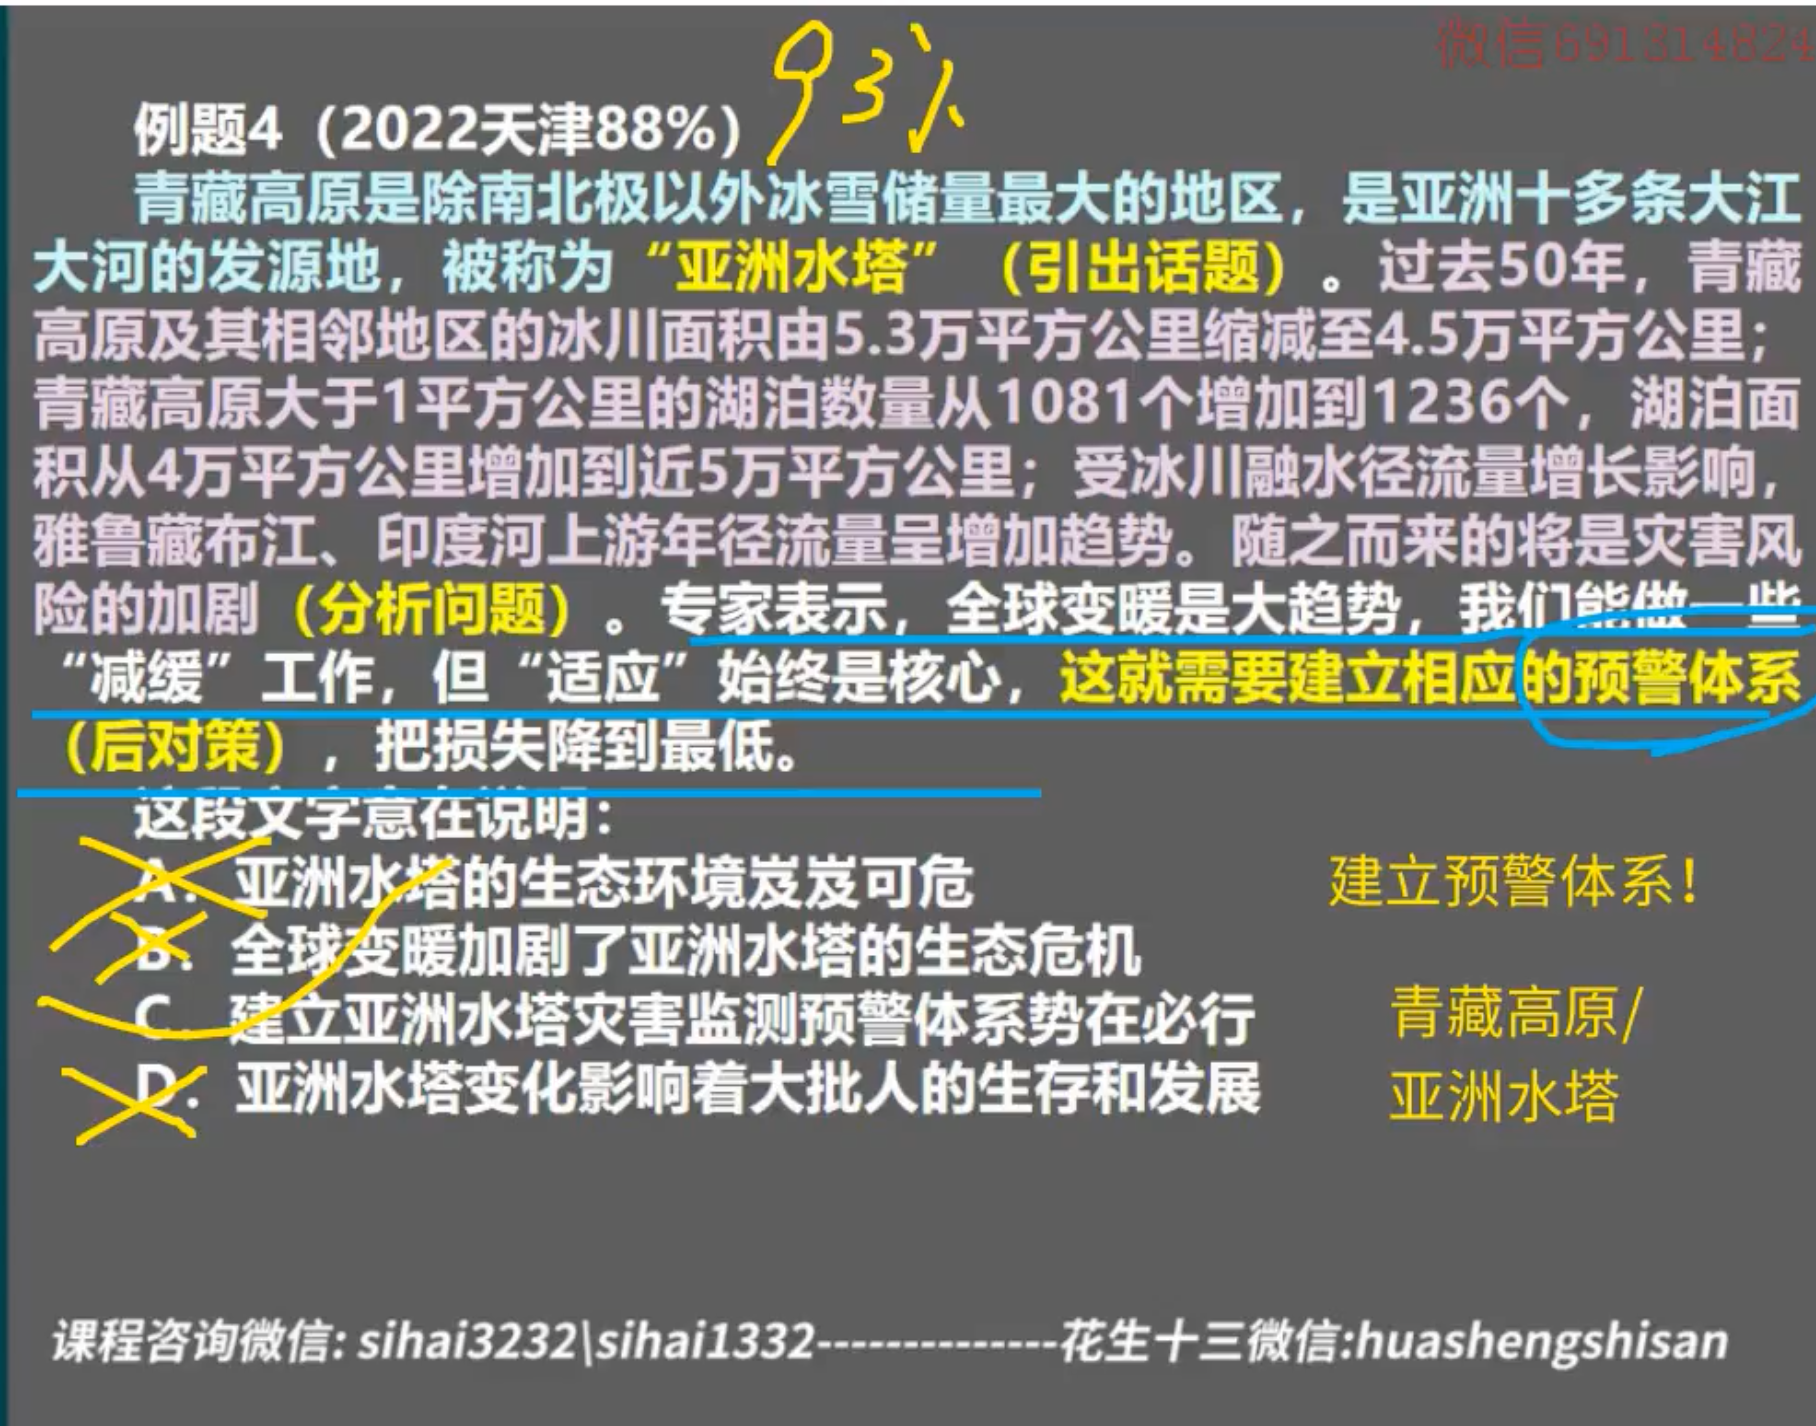 微信691314824
93%
例题4（2022天津88%）
青藏高原是除南北极以外冰雪储量最大的地区，是亚洲十多条大江
大河的发源地，被称为“亚洲水塔”（引出话题）。过去50年，青藏
高原及其相邻地区的冰川面积由5.3万平方公里缩减至4.5万平方公里；
青藏高原大于1平方公里的湖泊数量从1081个增加到1236个，湖泊面
积从4万平方公里增加到近5万平方公里；受冰川融水径流量增长影响，
雅鲁藏布江、印度河上游年径流量呈增加趋势。随之而来的将是灾害风
险的加剧（分析问题）。专家表示，全球变暖是大趋势，我们能做一些
“减缓”工作，但“适应”始终是核心，这就需要建立相应的预警体系
（后对策），把损失降到最低。
这段文字意在说明：
A. 亚洲水塔的生态环境岌岌可危
B. 全球变暖加剧了亚洲水塔的生态危机
C. 建立亚洲水塔灾害监测预警体系势在必行
D. 亚洲水塔变化影响着大批人的生存和发展
建立预警体系！
青藏高原/
亚洲水塔
课程咨询微信: sihai3232\sihai1332--------------花生十三微信:huashengshisan